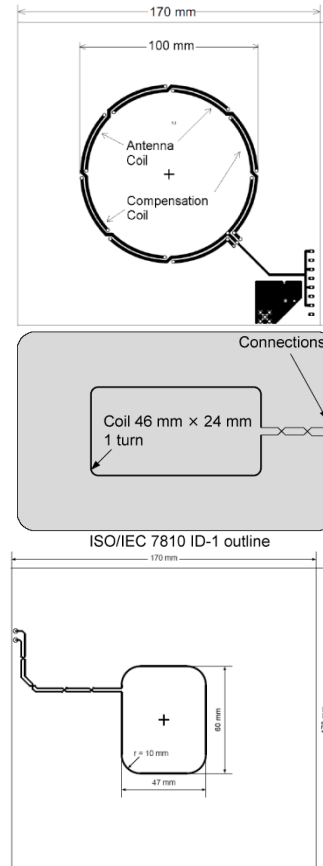 170 mm
100 mm
Antenna
Coil
Compensation
Coil
Connections
Coil 46 mm × 24 mm
1 turn
ISO/IEC 7810 ID-1 outline
170 mm
60 mm
r = 10 mm
47 mm